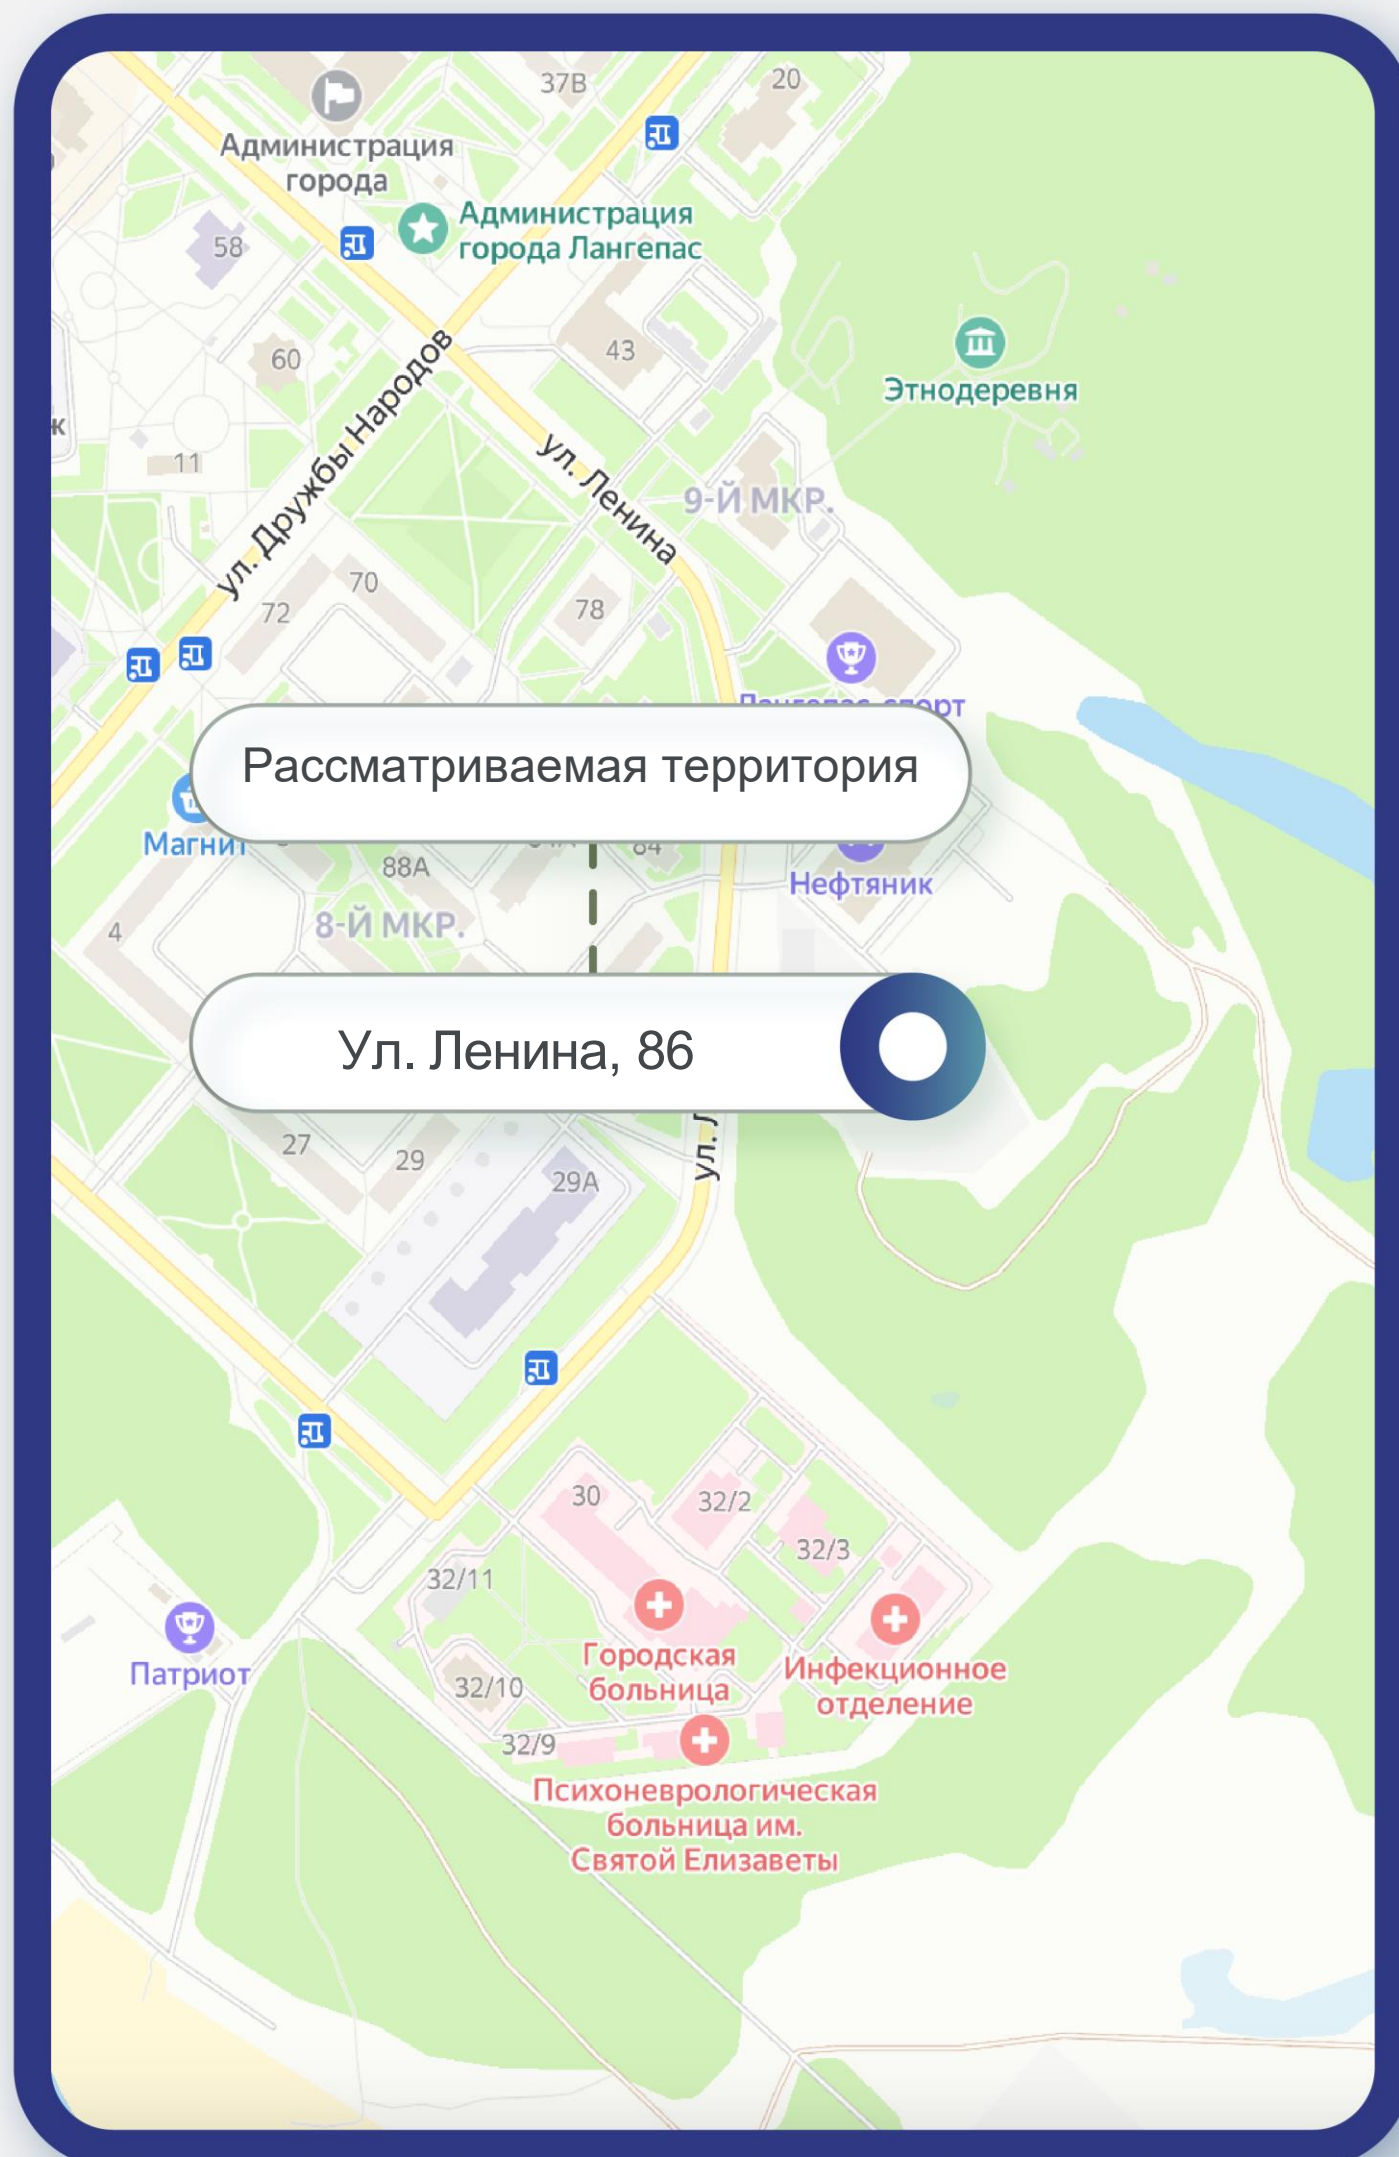 37В
20
Администрация
города
Администрация
города Лангепас
58
60
43
Этнодеревня
ул. Дружбы Народов
11
ул. Ленина
9-Й МКР.
70
72
78
Рассматриваемая территория
Магнит
88А
84
Нефтяник
4
8-Й МКР.
Ул. Ленина, 86
ул. Л
27
29
29А
30
32/2
32/3
32/11
Городская
больница
Инфекционное
отделение
Патриот
32/10
32/9
Психоневрологическая
больница им.
Святой Елизаветы